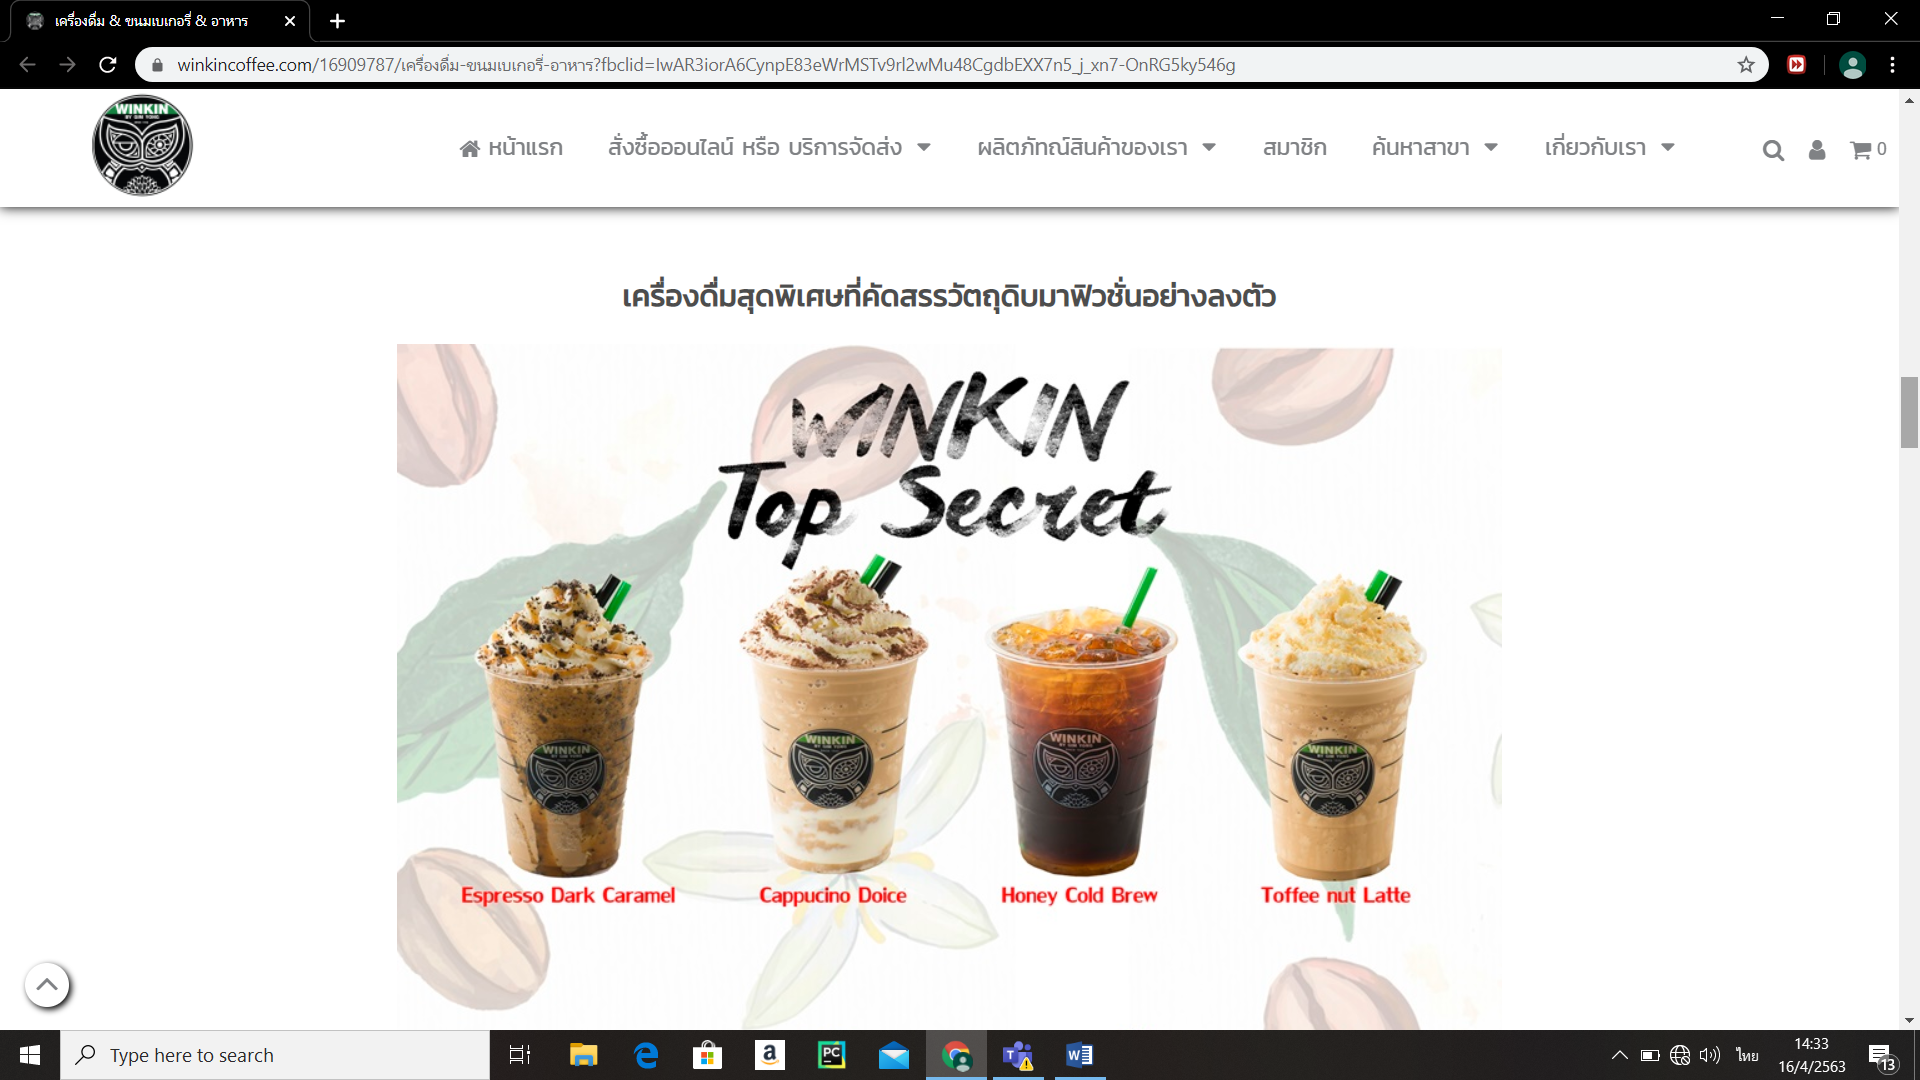 เครื่องดื่ม & ขนมเบเกอรี่ & อาหาร
winkincoffee.com/16909787/เครื่องดื่ม-ขนมเบเกอรี่-อาหาร?fbclid=IwAR3iorA6CynpE83eWrMSTv9rl2wMu48CgdbEXX7n5_j_xn7-OnRG5ky546g
WINKIN
BY GIN YONG
หน้าแรก สั่งซื้อออนไลน์ หรือ บริการจัดส่ง ผลิตภัทณ์สินค้าของเรา สมาชิก ค้นหาสาขา เกี่ยวกับเรา 0
เครื่องดื่มสุดพิเศษที่คัดสรรวัตถุดิบมาฟิวชั่นอย่างลงตัว
WINKIN
Top Secret
WINKIN WINKIN WINKIN WINKIN
Espresso Dark Caramel Cappucino Doice Honey Cold Brew Toffee nut Latte
Type here to search
ไทย
14:33
16/4/2563
13